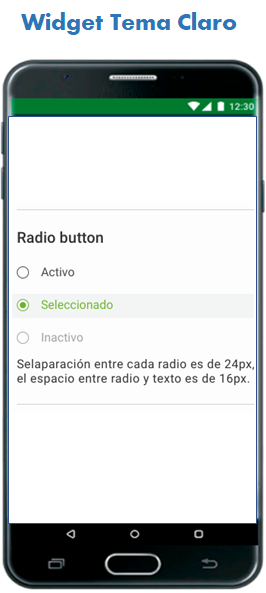 Widget Tema Claro
12:30
Radio button
Activo
Seleccionado
Inactivo
Selaparación entre cada radio es de 24px,
el espacio entre radio y texto es de 16px.